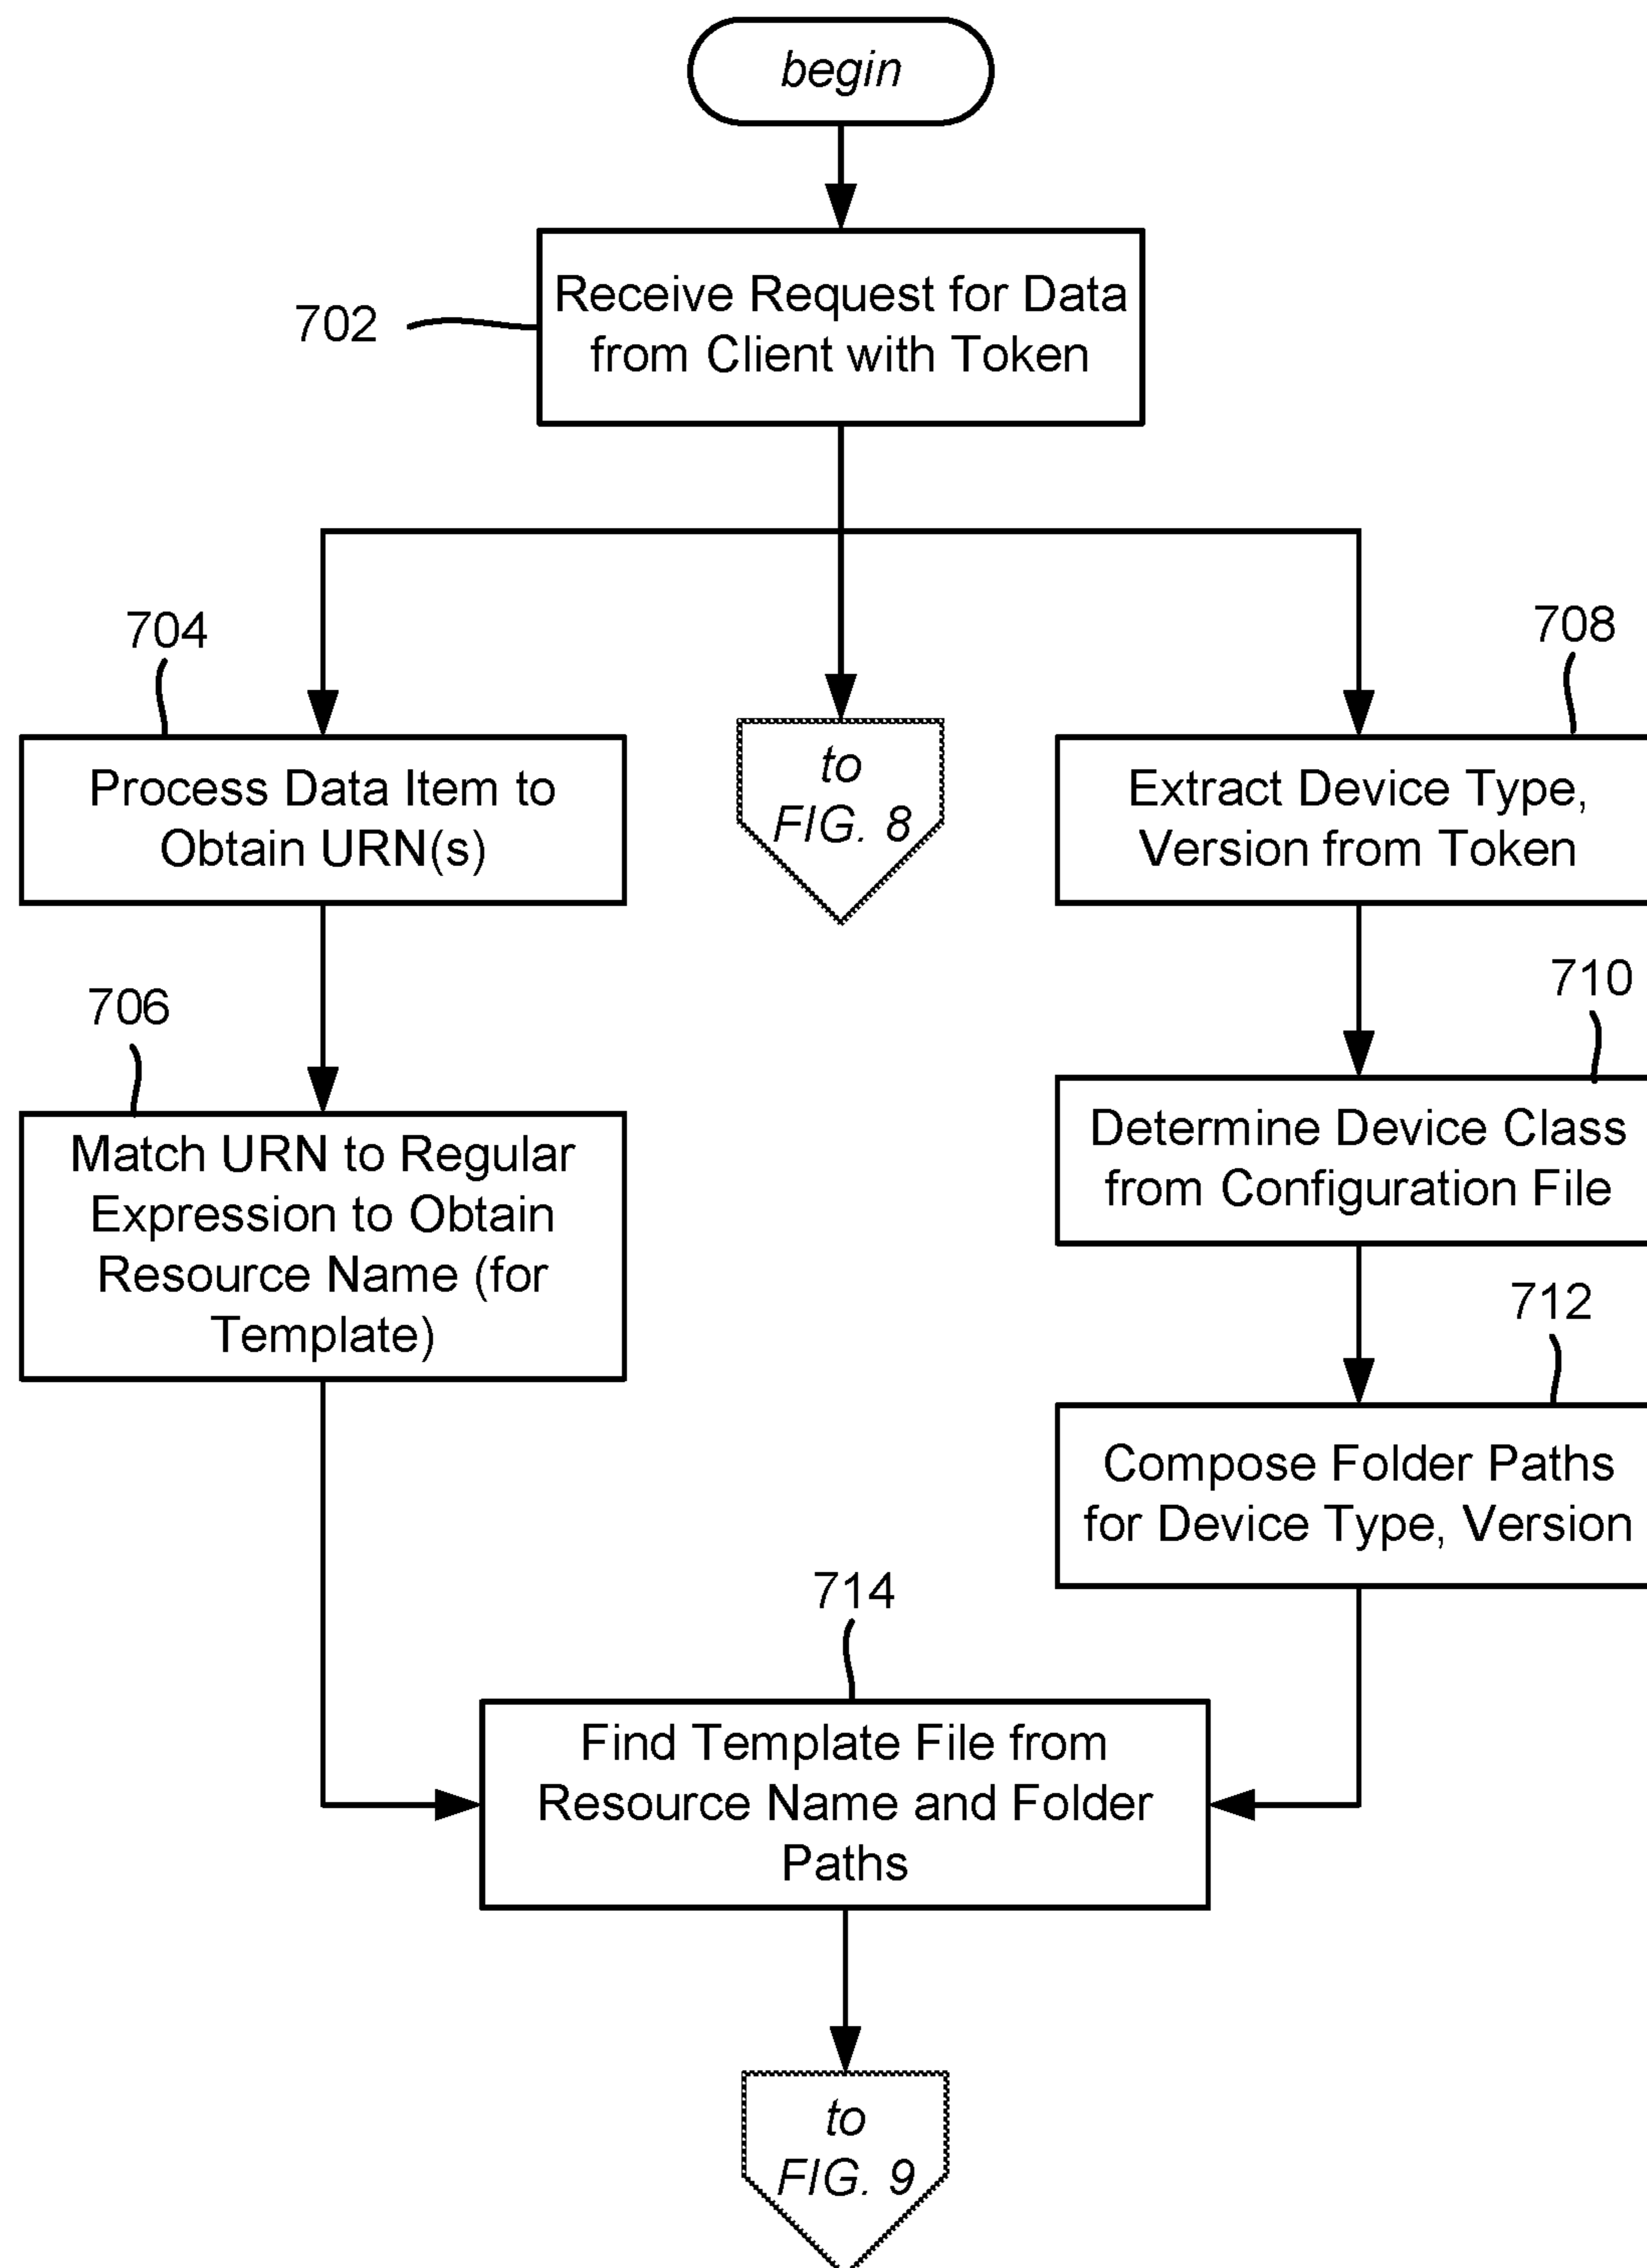 begin
702
Receive Request for Data
from Client with Token
704
Process Data Item to
Obtain URN(s)
to
FIG. 8
708
Extract Device Type,
Version from Token
706
Match URN to Regular
Expression to Obtain
Resource Name (for
Template)
710
Determine Device Class
from Configuration File
712
Compose Folder Paths
for Device Type, Version
714
Find Template File from
Resource Name and Folder
Paths
to
FIG. 9